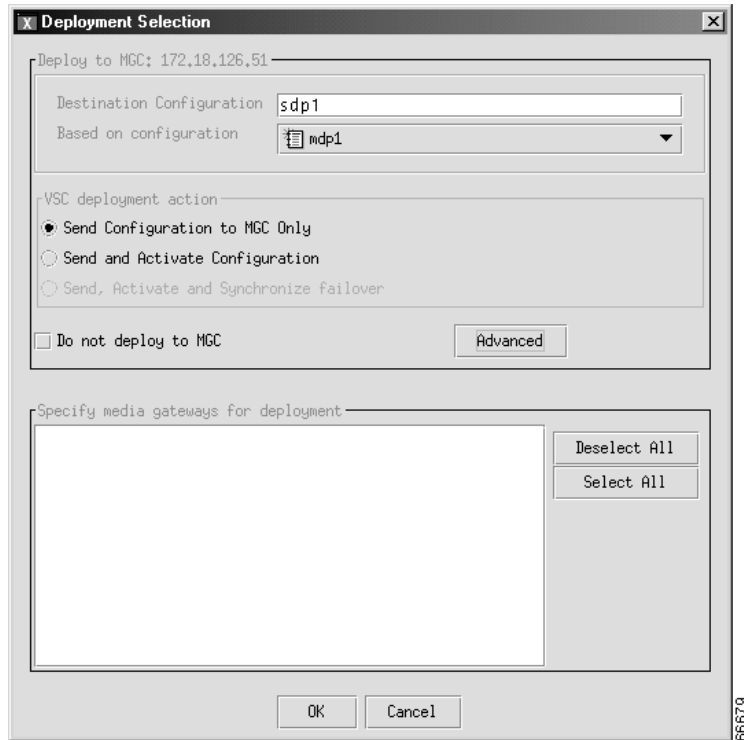 X Deployment Selection
Deploy to MGC: 172.18.126.51
Destination Configuration sdp1
Based on configuration mdp1
VSC deployment action
Send Configuration to MGC Only
Send and Activate Configuration
Send, Activate and Synchronize failover
Do not deploy to MGC Advanced
Specify media gateways for deployment
Deselect All
Select All
OK Cancel
66679